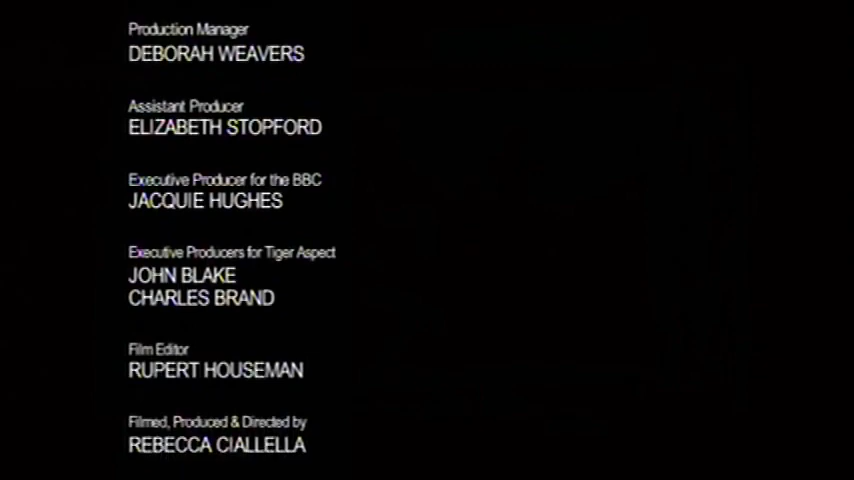 Production Manager
DEBORAH WEAVERS
Assistant Producer
ELIZABETH STOPFORD
Executive Producer for the BBC
JACQUIE HUGHES
Executive Producers for Tiger Aspect
JOHN BLAKE
CHARLES BRAND
Film Editor
RUPERT HOUSEMAN
Filmed, Produced & Directed by
REBECCA CIALLELLA